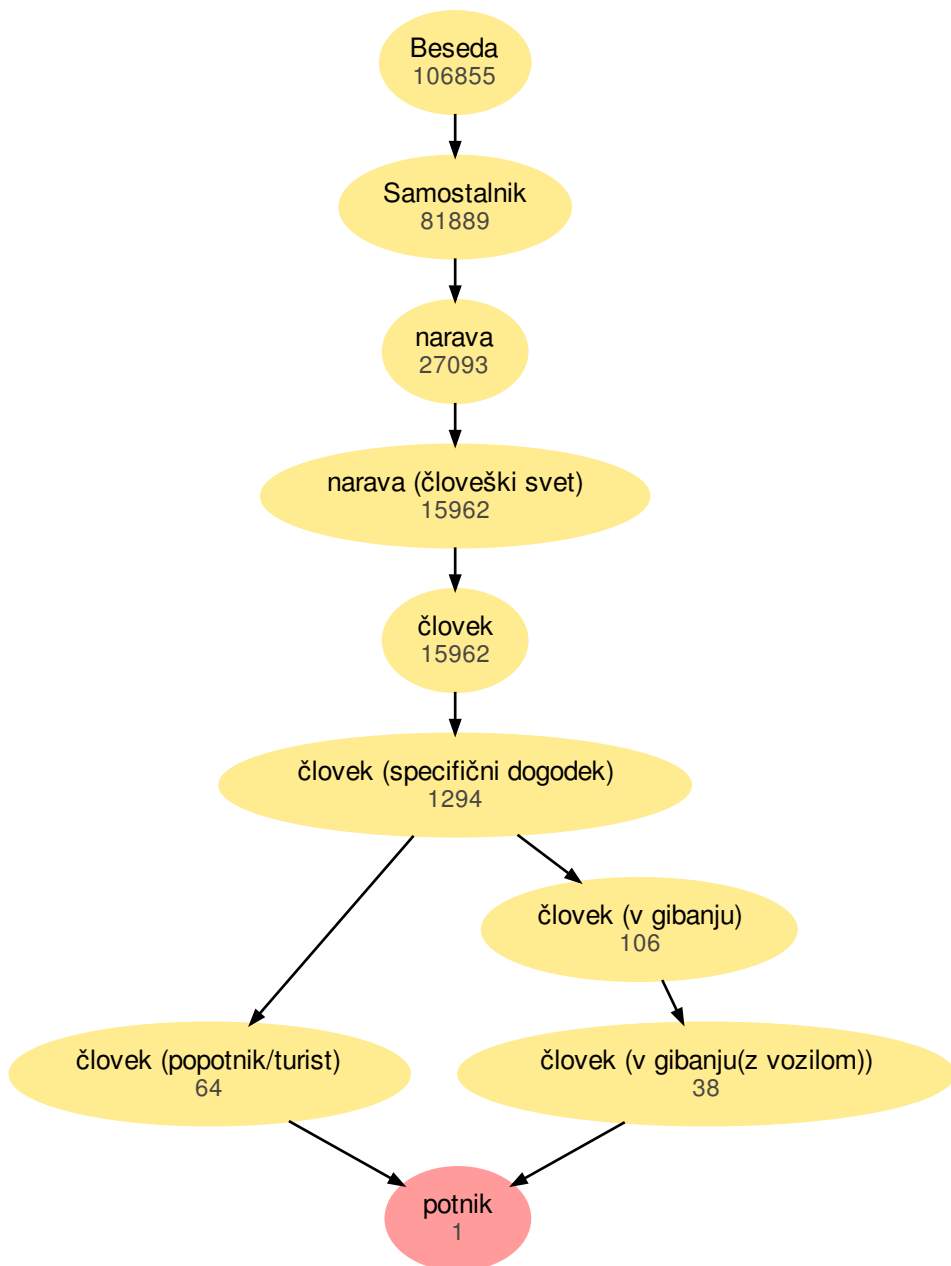 Beseda
106855
Samostalnik
81889
narava
27093
narava (človeški svet)
15962
človek
15962
človek (specifični dogodek)
1294
človek (v gibanju)
106
človek (popotnik/turist)
64
človek (v gibanju(z vozilom))
38
potnik
1